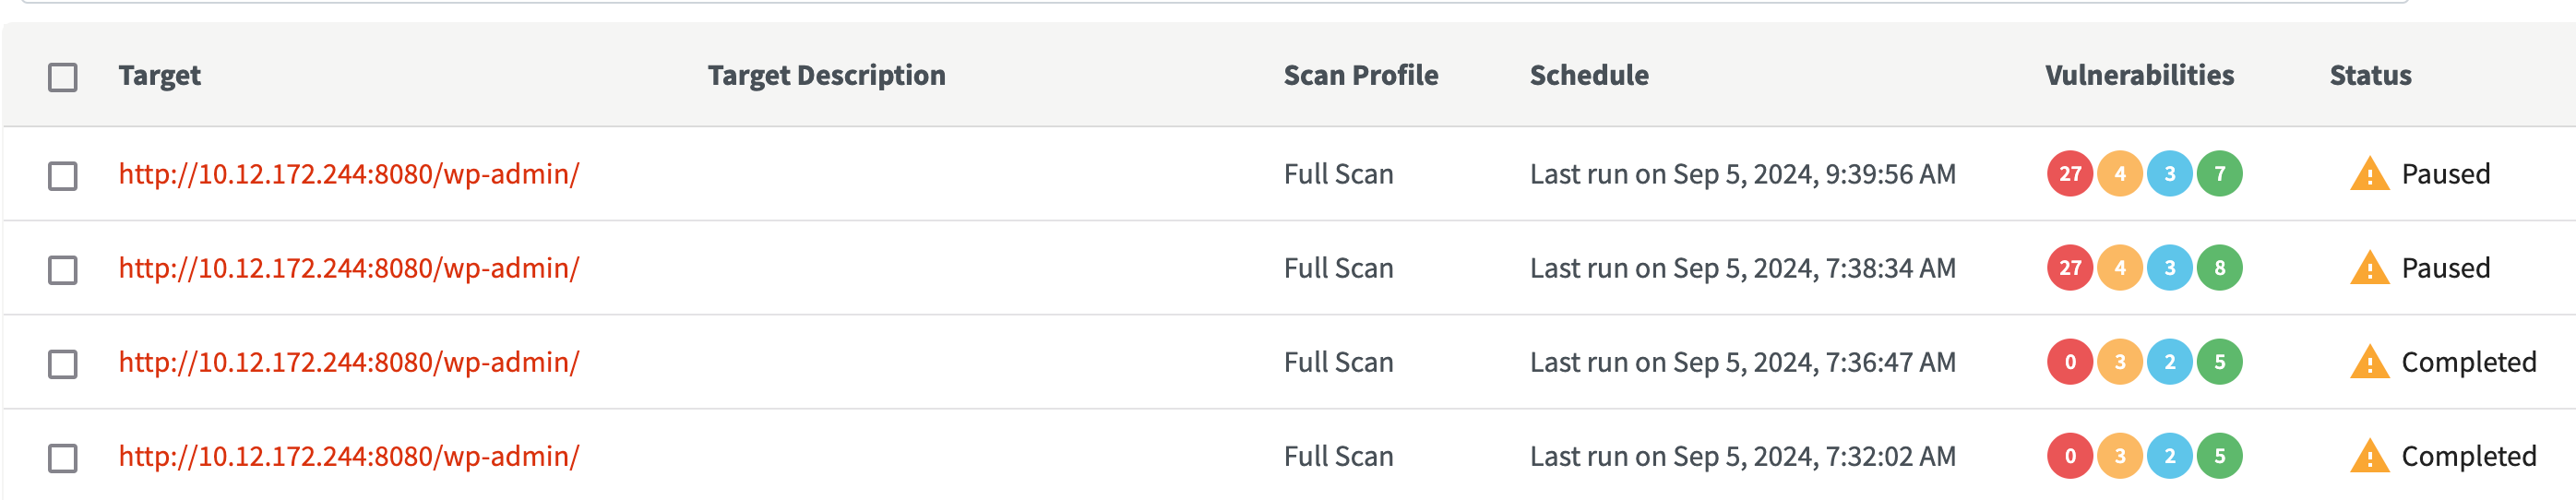 Target Target Description Scan Profile Schedule Vulnerabilities Status
http://10.12.172.244:8080/wp-admin/ Full Scan Last run on Sep 5, 2024, 9:39:56 AM 27 4 3 7 Paused
http://10.12.172.244:8080/wp-admin/ Full Scan Last run on Sep 5, 2024, 7:38:34 AM 27 4 3 8 Paused
http://10.12.172.244:8080/wp-admin/ Full Scan Last run on Sep 5, 2024, 7:36:47 AM 0 3 2 5 Completed
http://10.12.172.244:8080/wp-admin/ Full Scan Last run on Sep 5, 2024, 7:32:02 AM 0 3 2 5 Completed